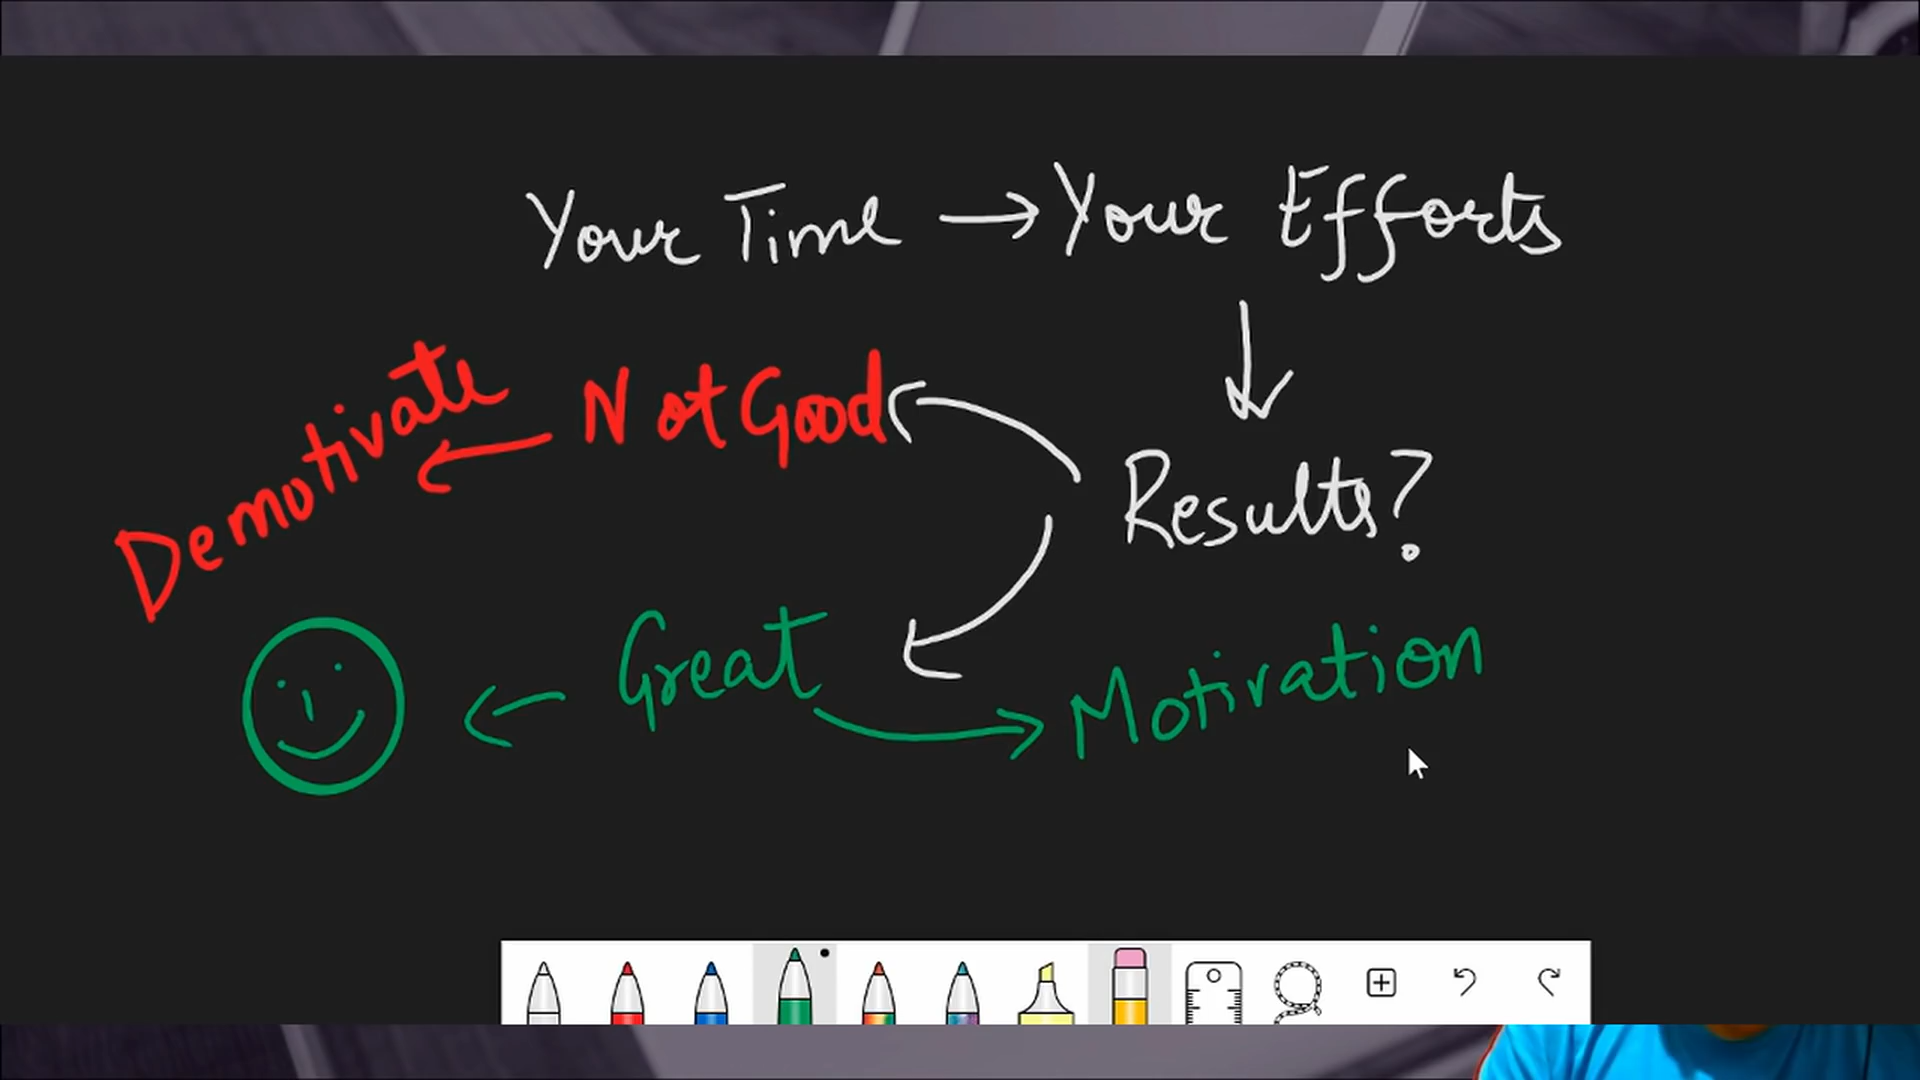 Your Time → Your Efforts
Results?
Not Good
Demotivate
Great
Motivation